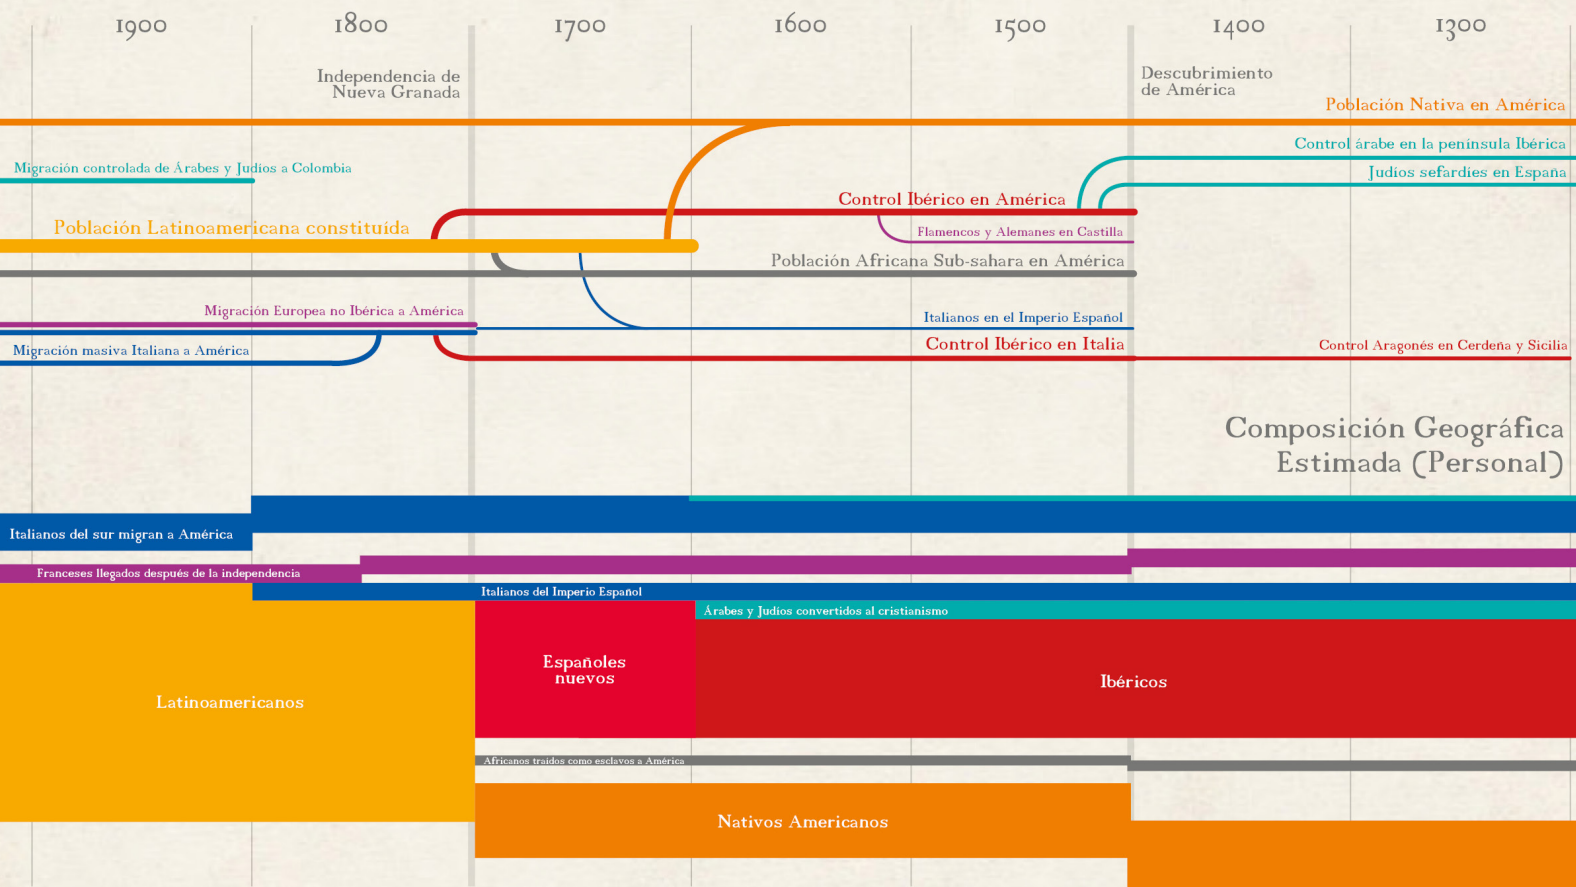 1900
1800
1700
1600
1500
1400
1300
Independencia de
Nueva Granada
Descubrimiento
de América
Población Nativa en América
Control árabe en la península Ibérica
Migración controlada de Árabes y Judíos a Colombia
Judíos sefardíes en España
Control Ibérico en América
Población Latinoamericana constituída
Flamencos y Alemanes en Castilla
Población Africana Sub-sahara en América
Migración Europea no Ibérica a América
Italianos en el Imperio Español
Migración masiva Italiana a América
Control Ibérico en Italia
Control Aragonés en Cerdeña y Sicilia
Composición Geográfica
Estimada (Personal)
Italianos del sur migran a América
Franceses llegados después de la independencia
Italianos del Imperio Español
Árabes y Judíos convertidos al cristianismo
Españoles
nuevos
Ibéricos
Latinoamericanos
Africanos traídos como esclavos a América
Nativos Americanos